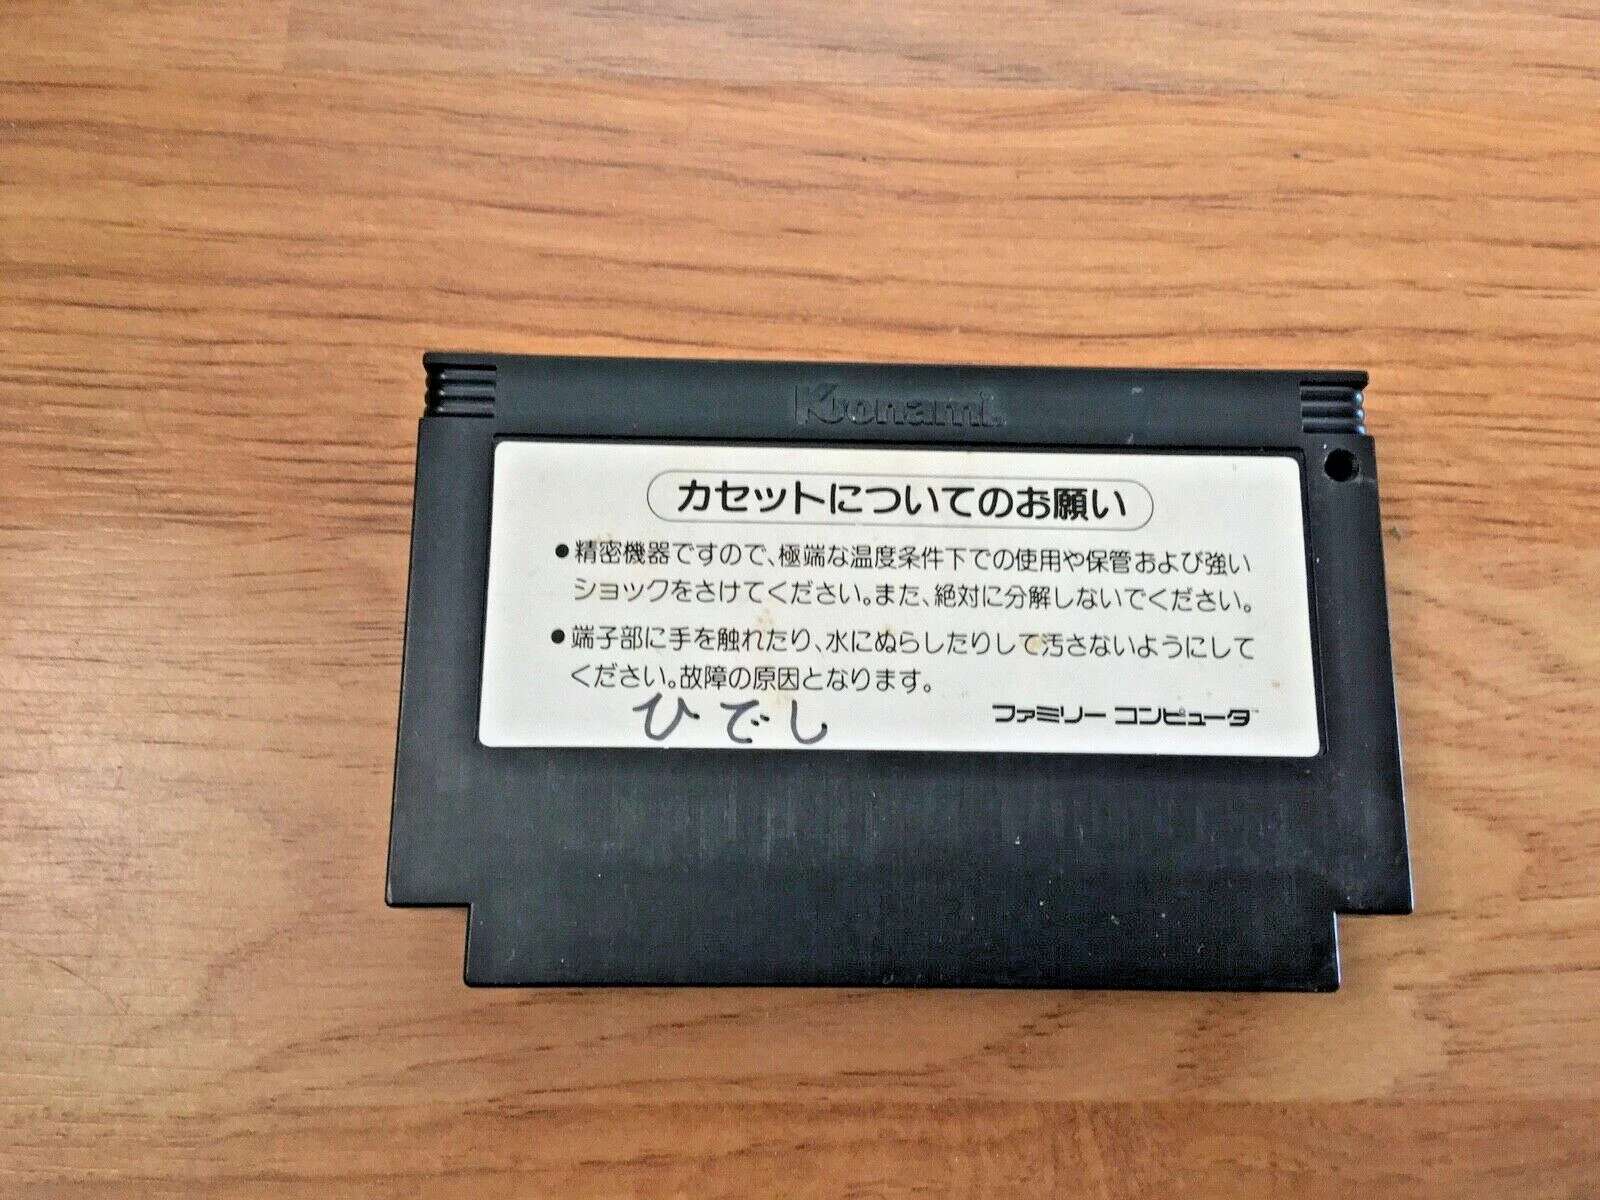 Konami
カセットについてのお願い
●精密機器ですので、極端な温度条件下での使用や保管および強い
ショックをさけてください。また、絶対に分解しないでください。
●端子部に手を触れたり、水にぬらしたりして汚さないようにして
ください。故障の原因となります。
ひでし
ファミリー コンピュータ™